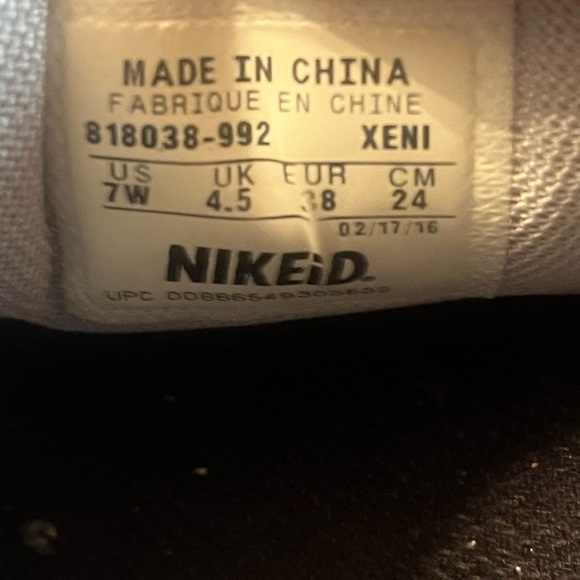 MADE IN CHINA
FABRIQUE EN CHINE
818038-992 XENI
US UK EUR CM
7W 4.5 38 24
02/17/16
NIKEiD.
UPC